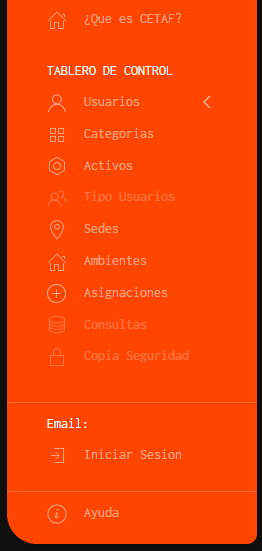 ¿Que es CETAF?
TABLERO DE CONTROL
Usuarios
Categorias
Activos
Tipo Usuarios
Sedes
Ambientes
Asignaciones
Consultas
Copia Seguridad
Email:
Iniciar Sesion
Ayuda